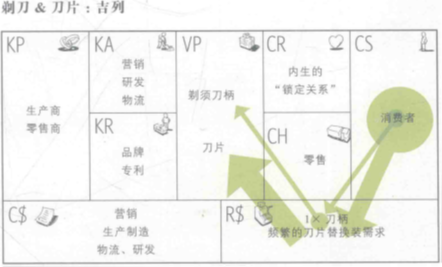 剃刀 & 刀片：吉列
KP
生产商
零售商
KA
营销
研发
物流
KR
品牌
专利
VP
剃须刀柄
刀片
CR
内生的
“锁定关系”
CH
零售
CS
消费者
C$
营销
生产制造
物流、研发
R$
1× 刀柄
频繁的刀片替换装需求